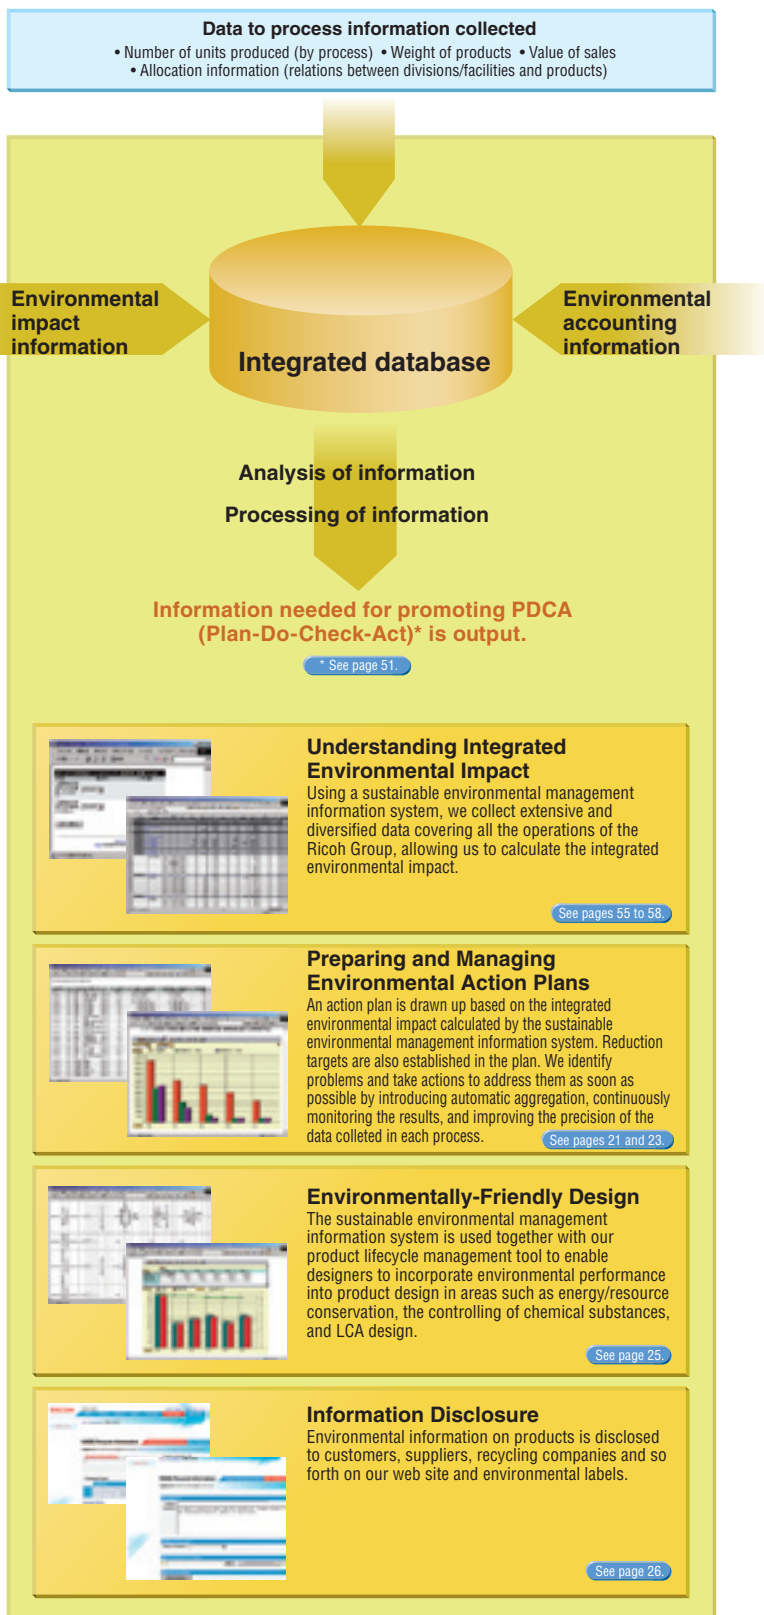 Data to process information collected
• Number of units produced (by process) • Weight of products • Value of sales
• Allocation information (relations between divisions/facilities and products)
Environmental
impact
information
Integrated database
Environmental
accounting
information
Analysis of information
Processing of information
Information needed for promoting PDCA
(Plan-Do-Check-Act)* is output.
* See page 51.
Understanding Integrated
Environmental Impact
Using a sustainable environmental management
information system, we collect extensive and
diversified data covering all the operations of the
Ricoh Group, allowing us to calculate the integrated
environmental impact.
See pages 55 to 58.
Preparing and Managing
Environmental Action Plans
An action plan is drawn up based on the integrated
environmental impact calculated by the sustainable
environmental management information system. Reduction
targets are also established in the plan. We identify
problems and take actions to address them as soon as
possible by introducing automatic aggregation, continuously
monitoring the results, and improving the precision of the
data colleted in each process.
See pages 21 and 23.
Environmentally-Friendly Design
The sustainable environmental management
information system is used together with our
product lifecycle management tool to enable
designers to incorporate environmental performance
into product design in areas such as energy/resource
conservation, the controlling of chemical substances,
and LCA design.
See page 25.
Information Disclosure
Environmental information on products is disclosed
to customers, suppliers, recycling companies and so
forth on our web site and environmental labels.
See page 26.